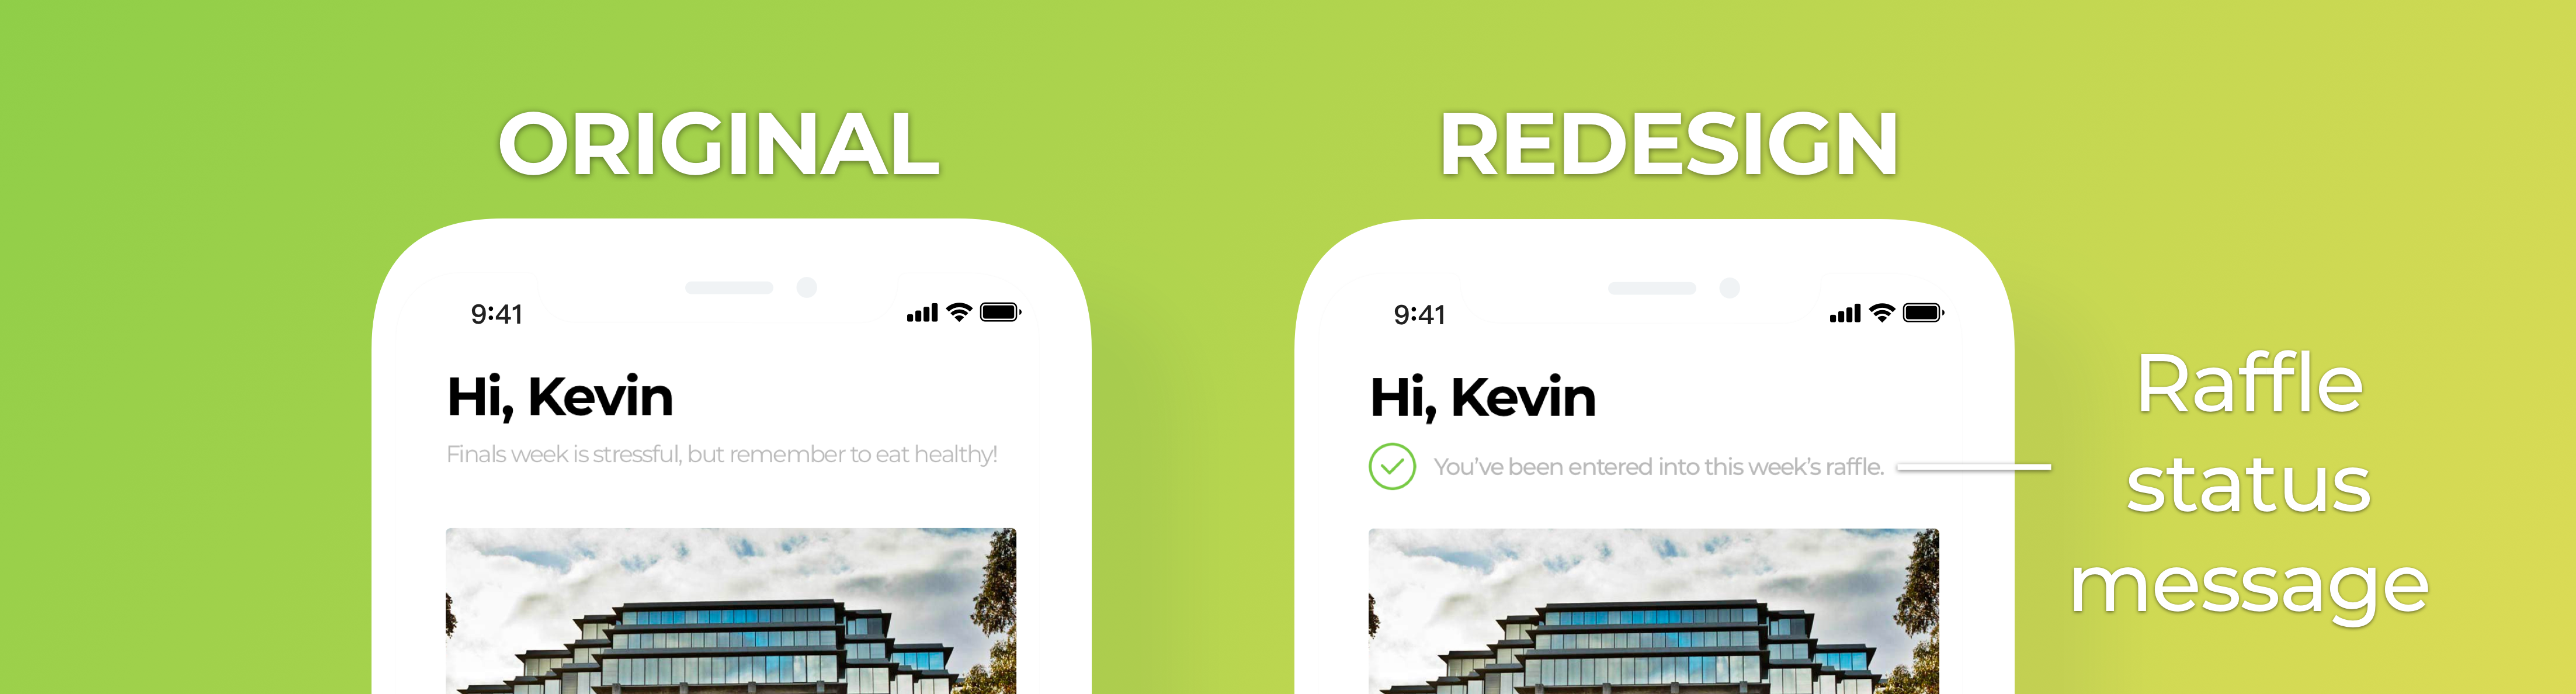 ORIGINAL
9:41
Hi, Kevin
Finals week is stressful, but remember to eat healthy!
REDESIGN
9:41
Hi, Kevin
You’ve been entered into this week’s raffle.
Raffle
status
message